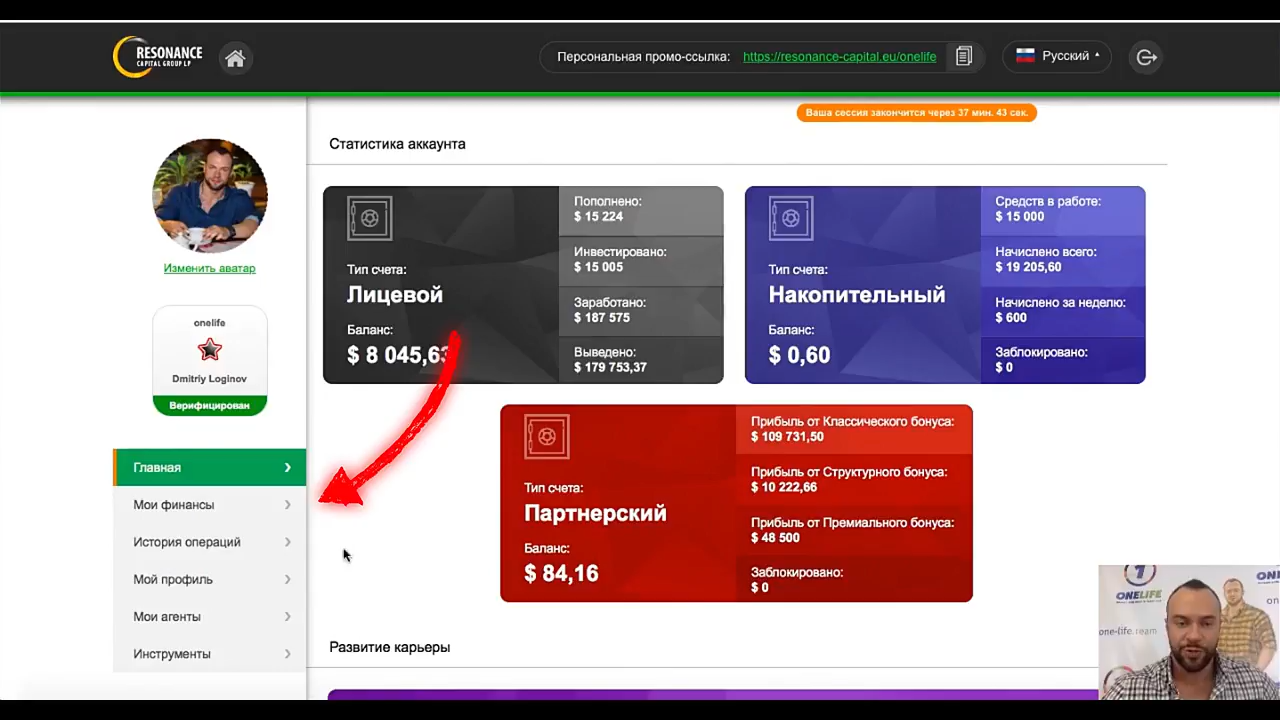 RESONANCE
CAPITAL GROUP LP
Персональная промо-ссылка: https://resonance-capital.eu/onelife
Русский
Ваша сессия закончится через 37 мин. 43 сек.
Статистика аккаунта
Изменить аватар
onelife
Dmitriy Loginov
Верифицирован
Главная
Мои финансы
История операций
Мой профиль
Мои агенты
Инструменты
Тип счета:
Лицевой
Баланс:
$ 8 045,63
Пополнено:
$ 15 224
Инвестировано:
$ 15 005
Заработано:
$ 187 575
Выведено:
$ 179 753,37
Тип счета:
Накопительный
Баланс:
$ 0,60
Средств в работе:
$ 15 000
Начислено всего:
$ 19 205,60
Начислено за неделю:
$ 600
Заблокировано:
$ 0
Тип счета:
Партнерский
Баланс:
$ 84,16
Прибыль от Классического бонуса:
$ 109 731,50
Прибыль от Структурного бонуса:
$ 10 222,66
Прибыль от Премиального бонуса:
$ 48 500
Заблокировано:
$ 0
Развитие карьеры
1
ONELIFE
one-life.team